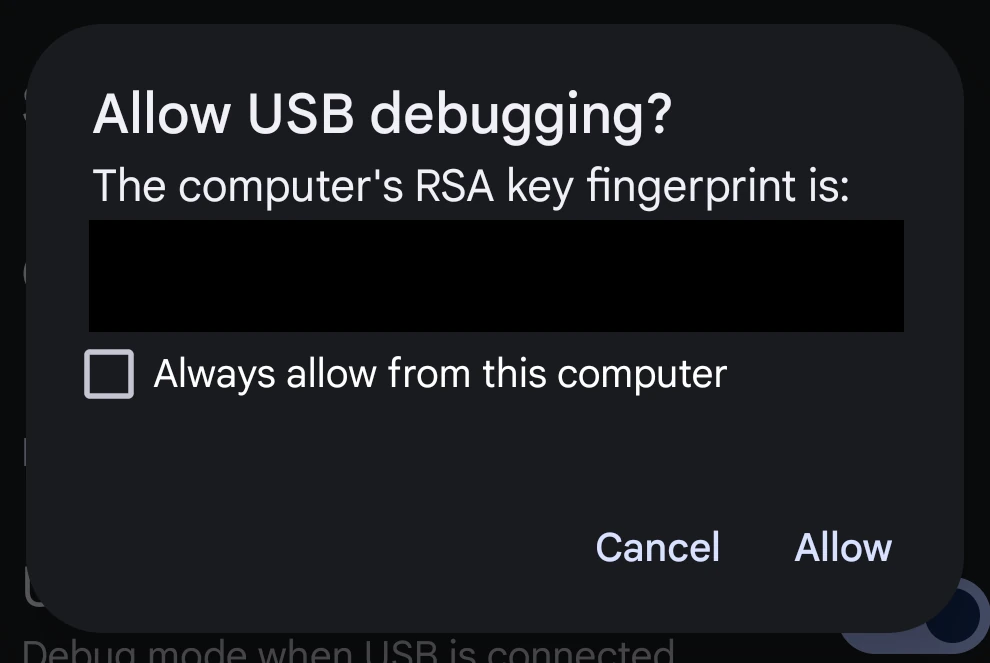 Allow USB debugging?
The computer's RSA key fingerprint is:
Always allow from this computer
Cancel Allow
Debug mode when USB is connected